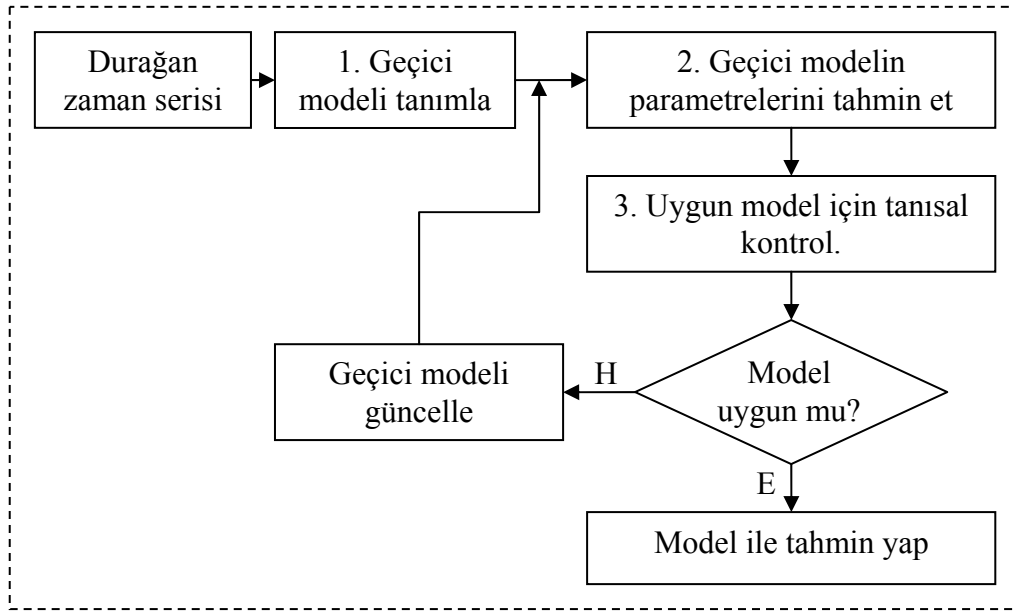 Durağan
zaman serisi
1. Geçici
modeli tanımla
2. Geçici modelin
parametrelerini tahmin et
3. Uygun model için tanısal
kontrol.
Model
uygun mu?
H
Geçici modeli
güncelle
E
Model ile tahmin yap